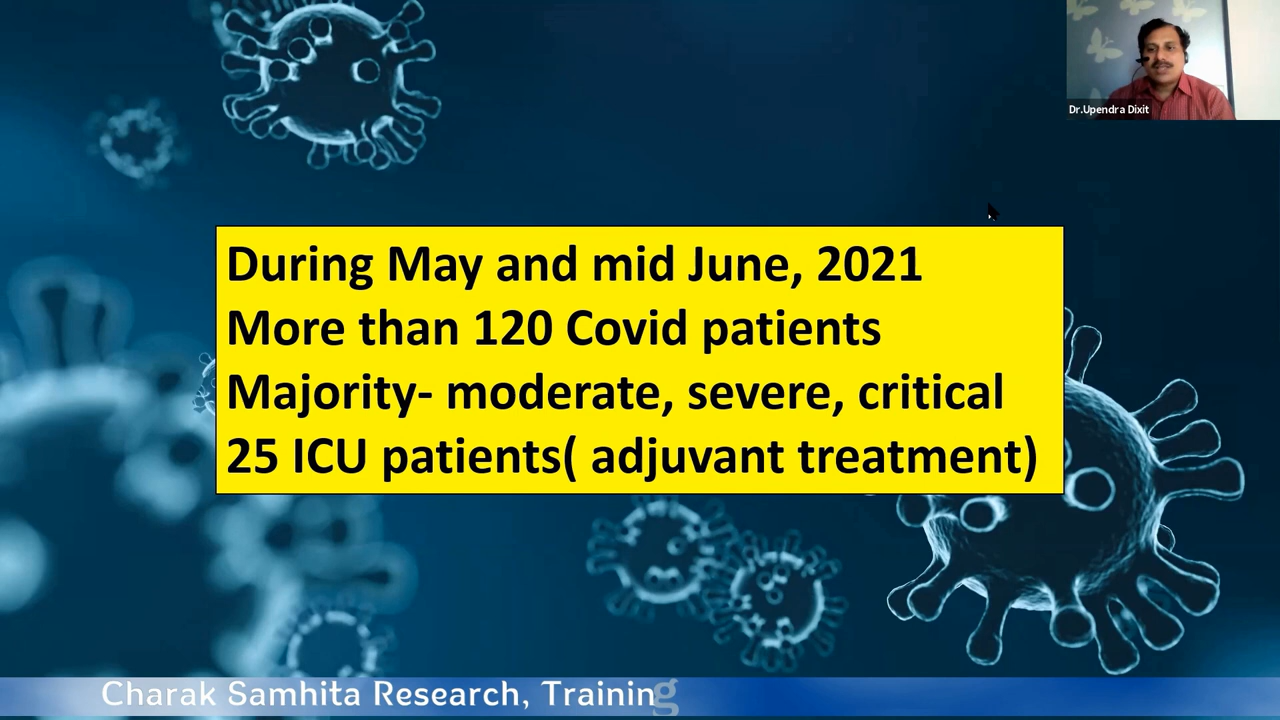 Dr.Upendra Dixit
During May and mid June, 2021
More than 120 Covid patients
Majority- moderate, severe, critical
25 ICU patients( adjuvant treatment)
Charak Samhita Research, Training